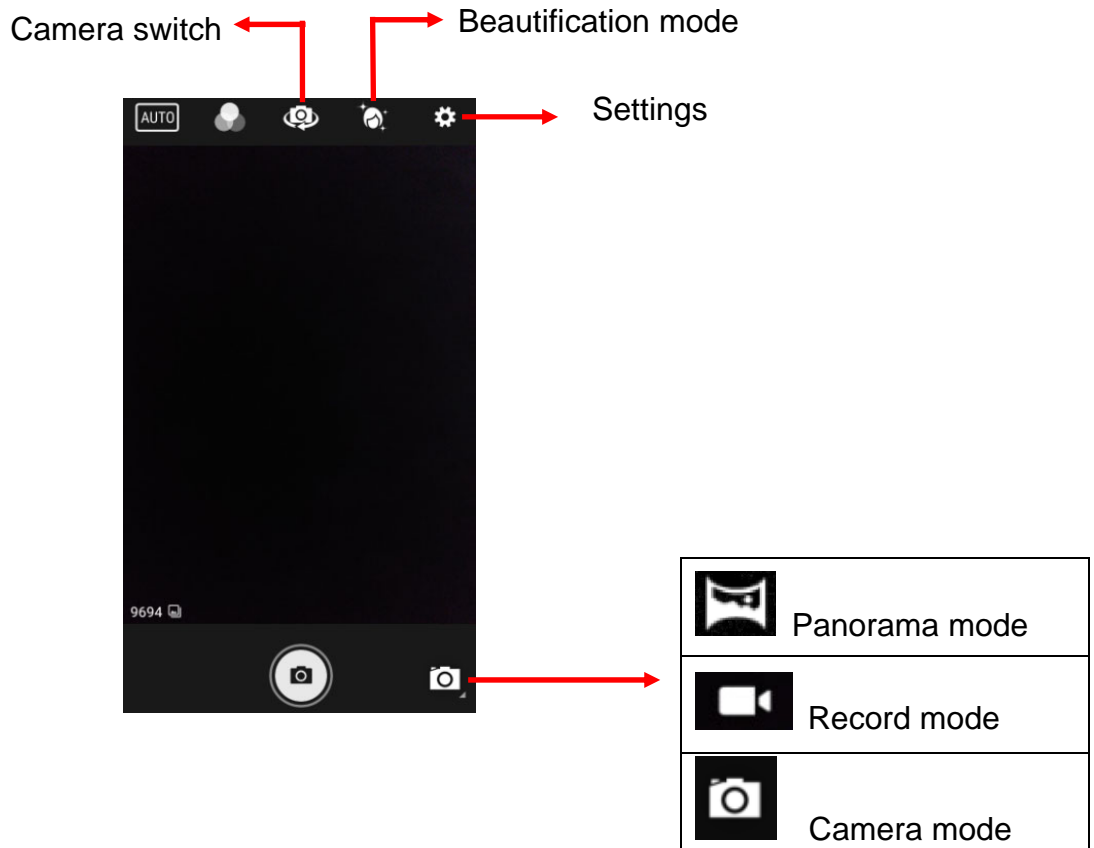 Camera switch
Beautification mode
Settings
AUTO
9694
Panorama mode
Record mode
Camera mode